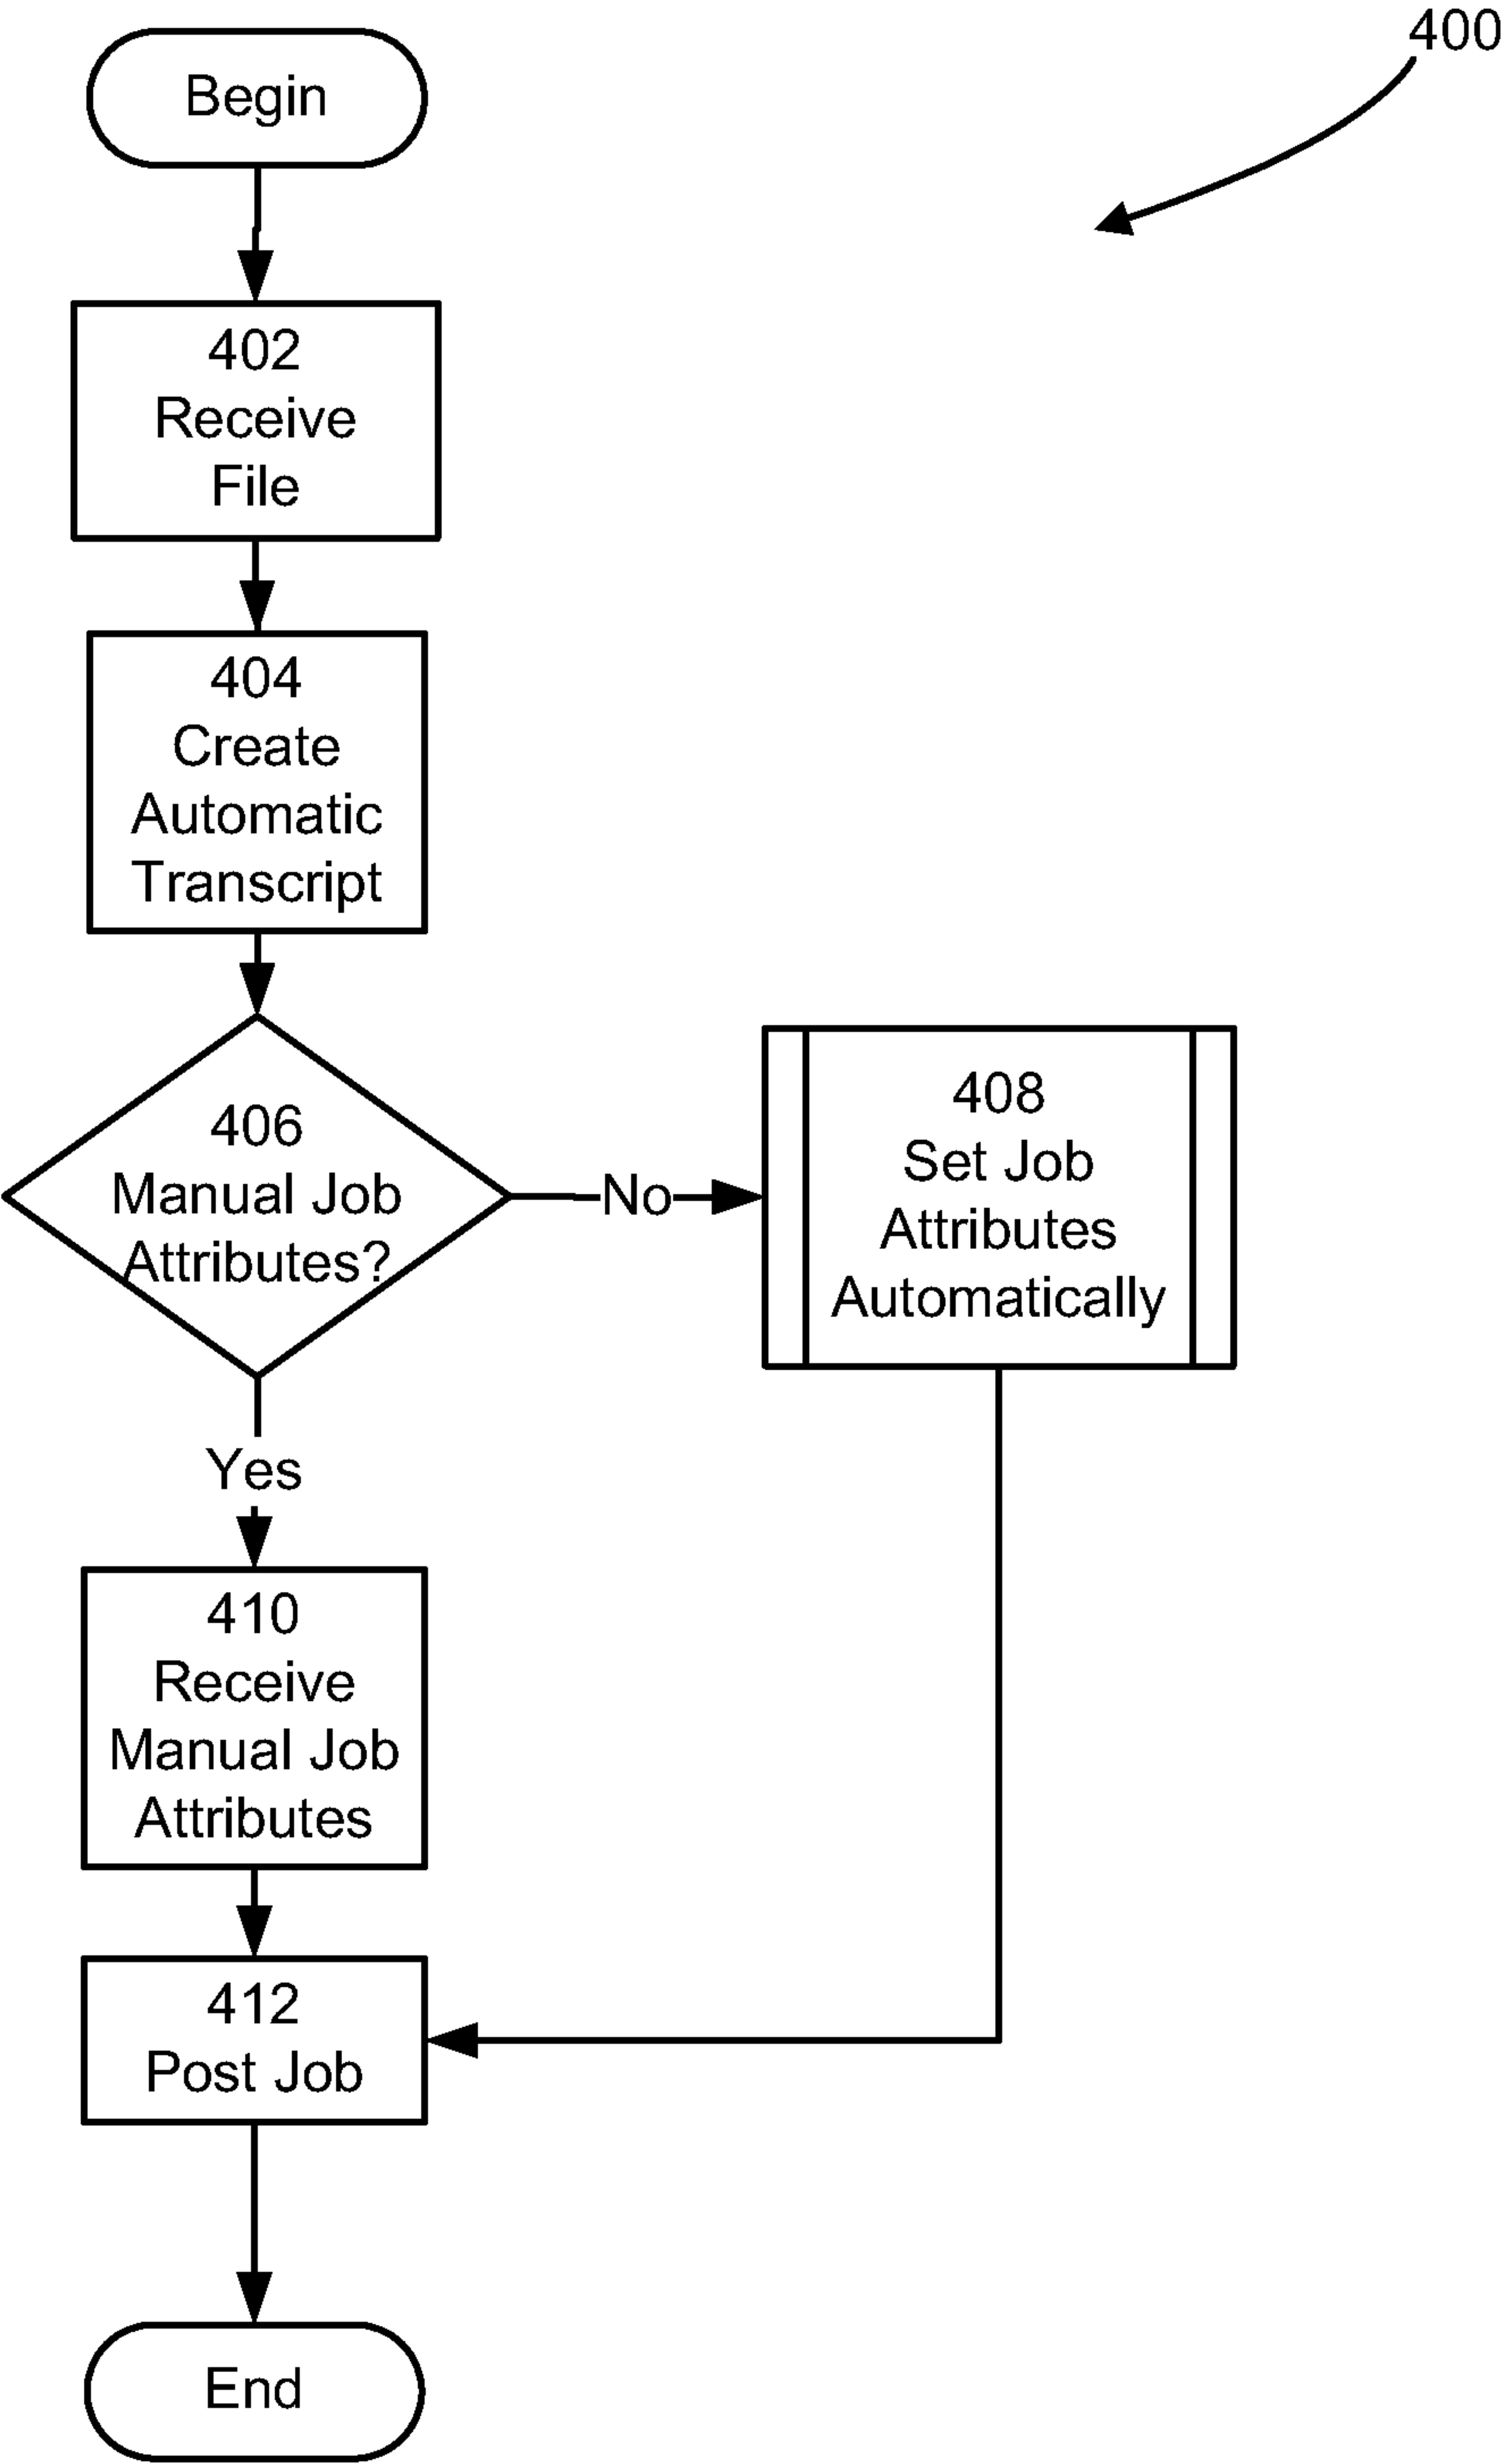 400
Begin
402
Receive
File
404
Create
Automatic
Transcript
406
Manual Job
Attributes?
No
408
Set Job
Attributes
Automatically
Yes
410
Receive
Manual Job
Attributes
412
Post Job
End